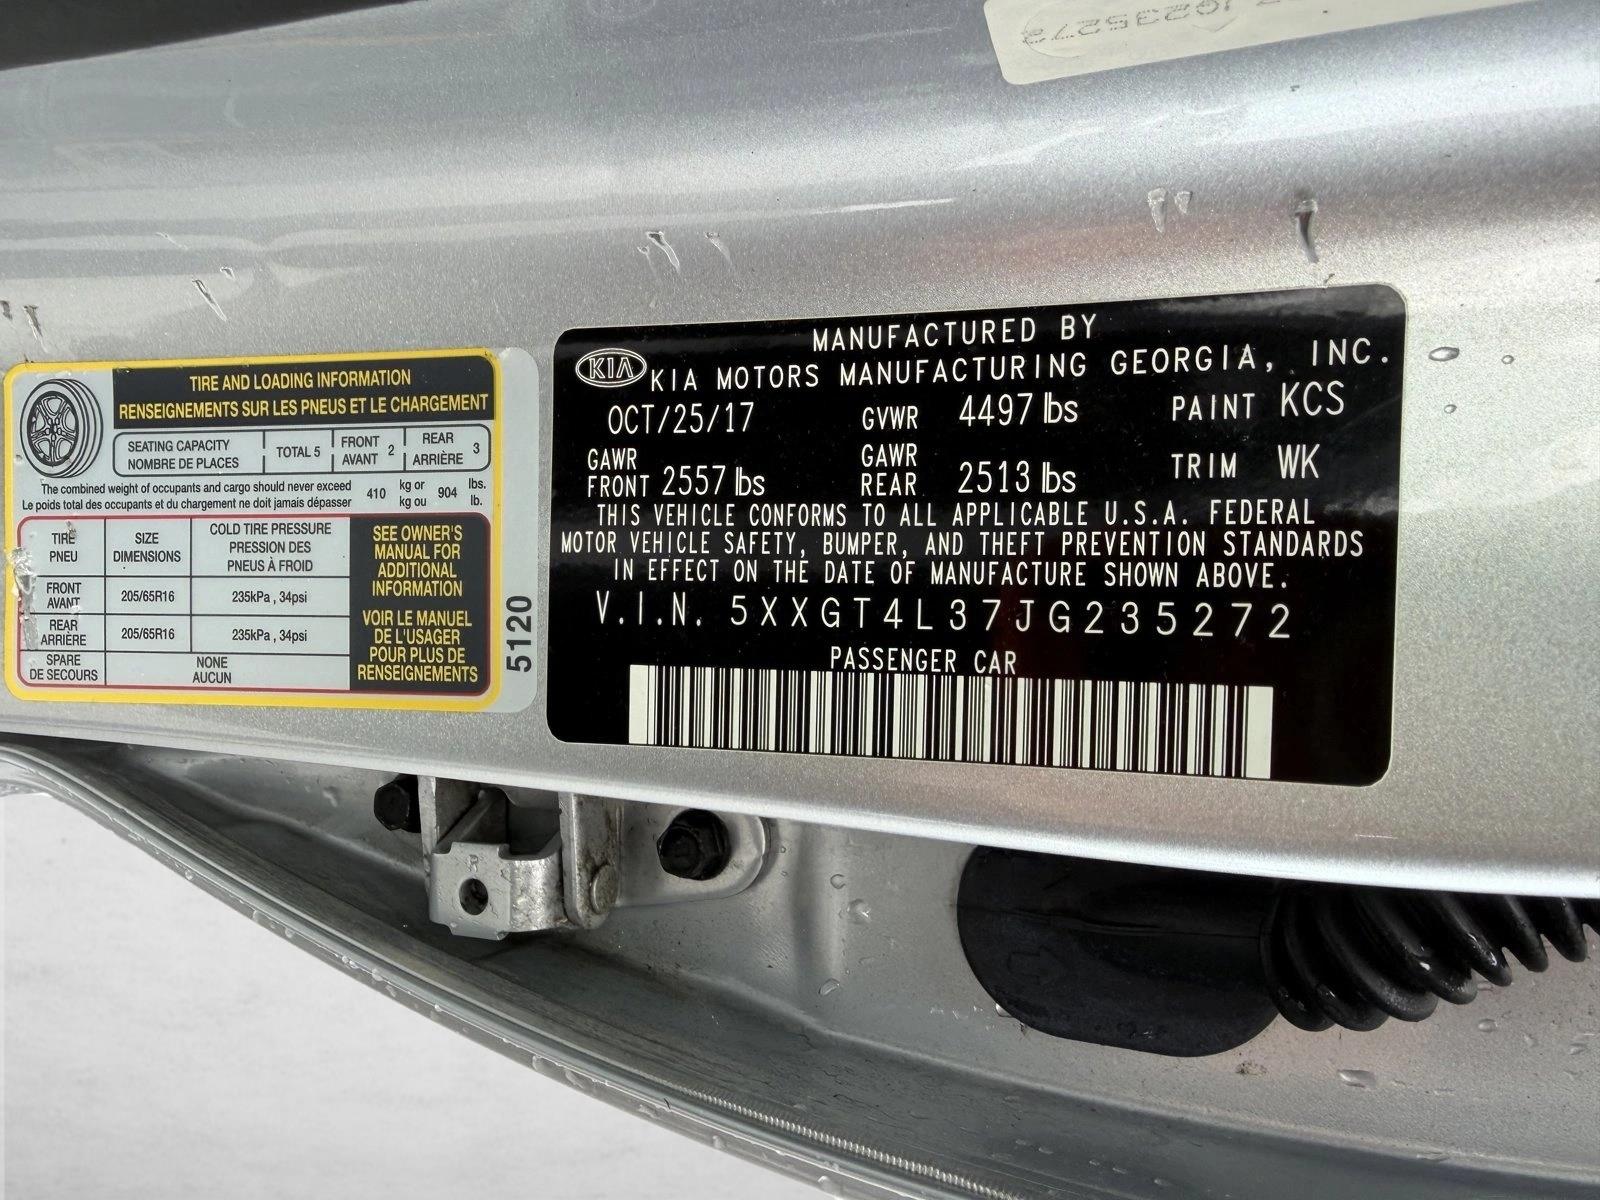 JG235272
TIRE AND LOADING INFORMATION
RENSEIGNEMENTS SUR LES PNEUS ET LE CHARGEMENT
SEATING CAPACITY
NOMBRE DE PLACES
TOTAL 5
FRONT
AVANT 2
REAR
ARRIÈRE 3
The combined weight of occupants and cargo should never exceed
Le poids total des occupants et du chargement ne doit jamais dépasser
410 kg or
kg ou
904 lbs.
lb.
TIRE
PNEU
SIZE
DIMENSIONS
COLD TIRE PRESSURE
PRESSION DES
PNEUS À FROID
FRONT
AVANT
205/65R16
235kPa , 34psi
REAR
ARRIÈRE
205/65R16
235kPa , 34psi
SPARE
DE SECOURS
NONE
AUCUN
SEE OWNER'S
MANUAL FOR
ADDITIONAL
INFORMATION
VOIR LE MANUEL
DE L'USAGER
POUR PLUS DE
RENSEIGNEMENTS
5120
MANUFACTURED BY
KIA KIA MOTORS MANUFACTURING GEORGIA, INC.
OCT/25/17 GVWR 4497 lbs PAINT KCS
GAWR
FRONT 2557 lbs
GAWR
REAR 2513 lbs
TRIM WK
THIS VEHICLE CONFORMS TO ALL APPLICABLE U.S.A. FEDERAL
MOTOR VEHICLE SAFETY, BUMPER, AND THEFT PREVENTION STANDARDS
IN EFFECT ON THE DATE OF MANUFACTURE SHOWN ABOVE.
V.I.N. 5XXGT4L37JG235272
PASSENGER CAR